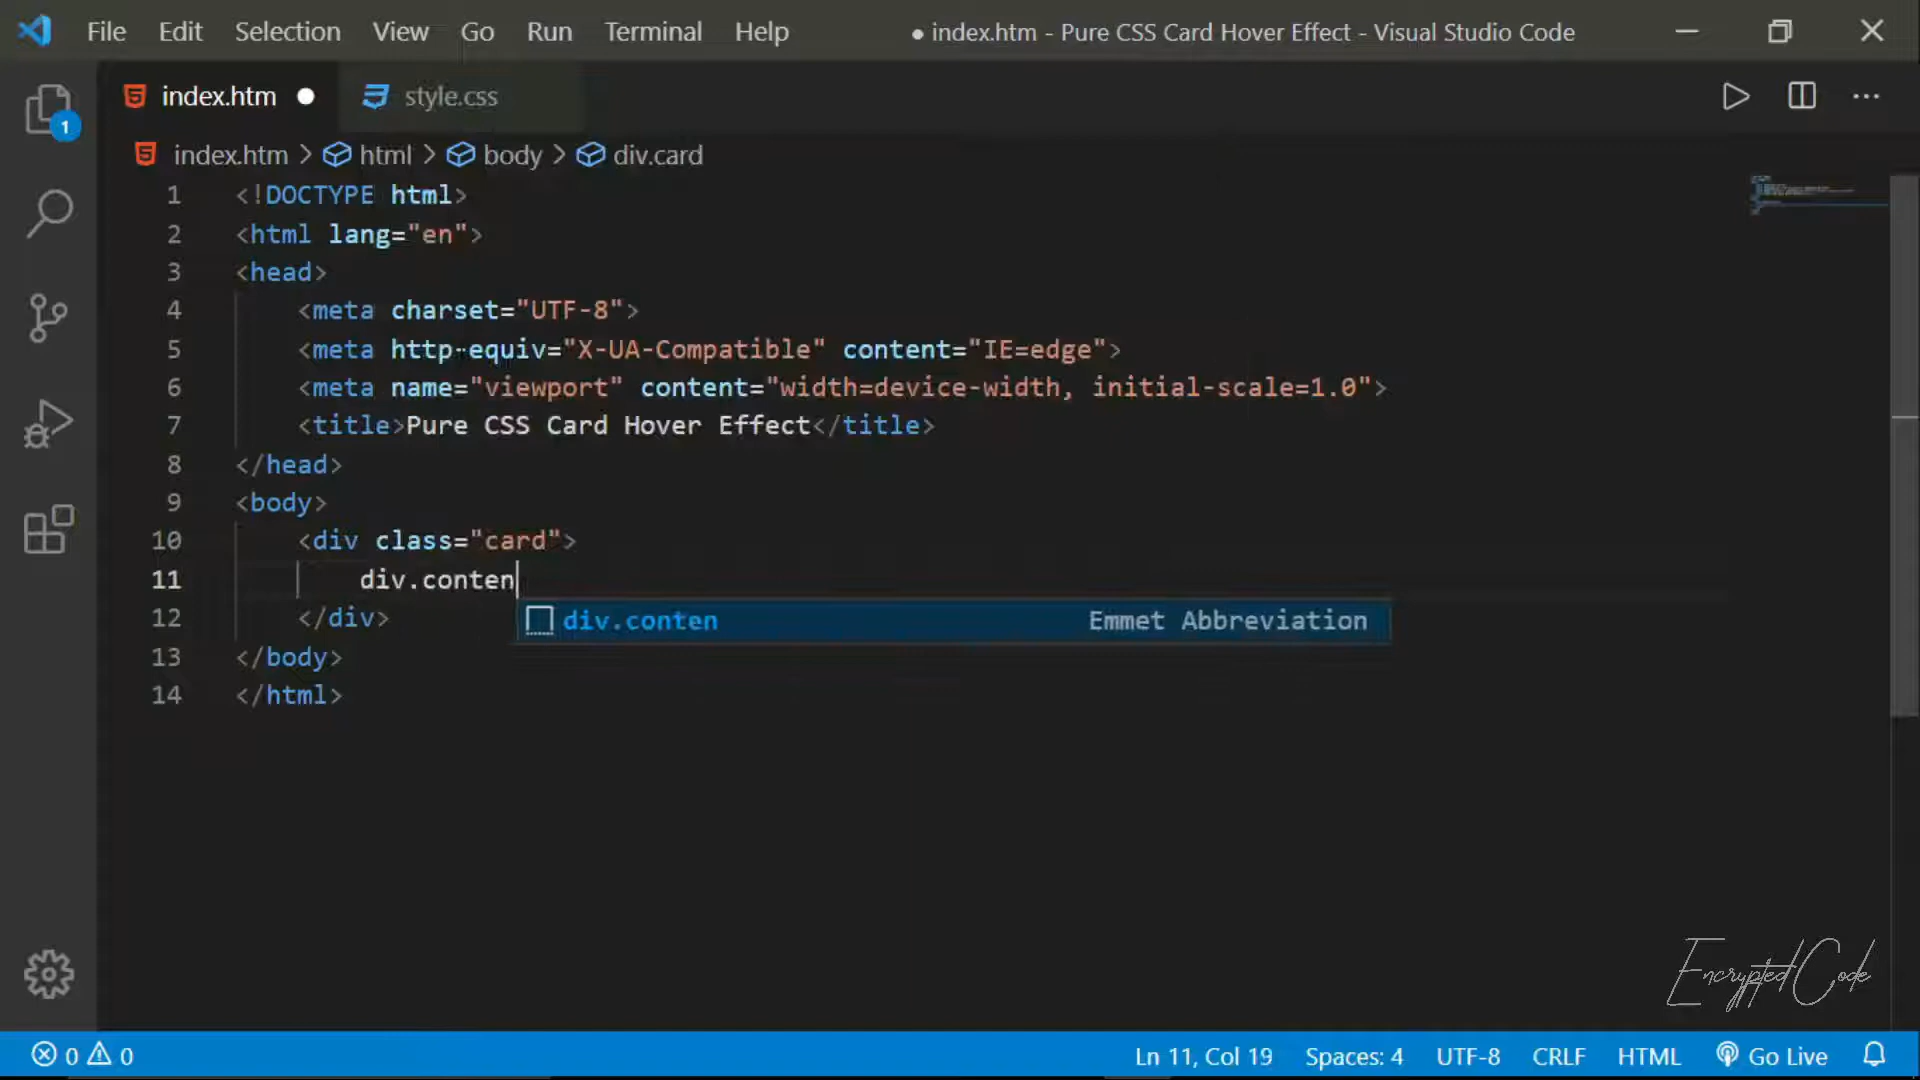 File Edit Selection View Go Run Terminal Help ● index.htm - Pure CSS Card Hover Effect - Visual Studio Code
index.htm ● style.css
1
index.htm > html > body > div.card
1 <!DOCTYPE html>
2 <html lang="en">
3 <head>
4 <meta charset="UTF-8">
5 <meta http-equiv="X-UA-Compatible" content="IE=edge">
6 <meta name="viewport" content="width=device-width, initial-scale=1.0">
7 <title>Pure CSS Card Hover Effect</title>
8 </head>
9 <body>
10 <div class="card">
11 div.conten
12 </div>
div.conten Emmet Abbreviation
13 </body>
14 </html>
EncryptedCode
0 0 Ln 11, Col 19 Spaces: 4 UTF-8 CRLF HTML Go Live